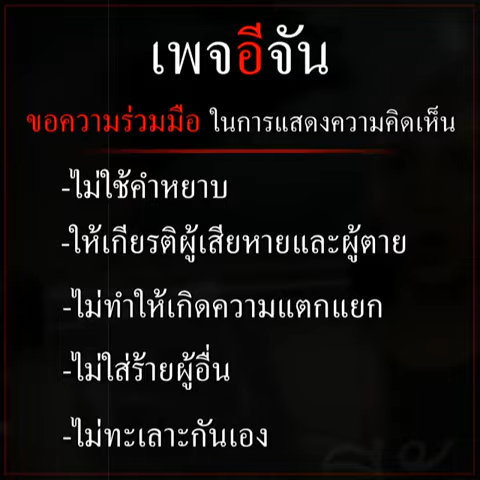 เพจอีจัน
ขอความร่วมมือ ในการแสดงความคิดเห็น
-ไม่ใช้คำหยาบ
-ให้เกียรติผู้เสียหายและผู้ตาย
-ไม่ทำให้เกิดความแตกแยก
-ไม่ใส่ร้ายผู้อื่น
-ไม่ทะเลาะกันเอง